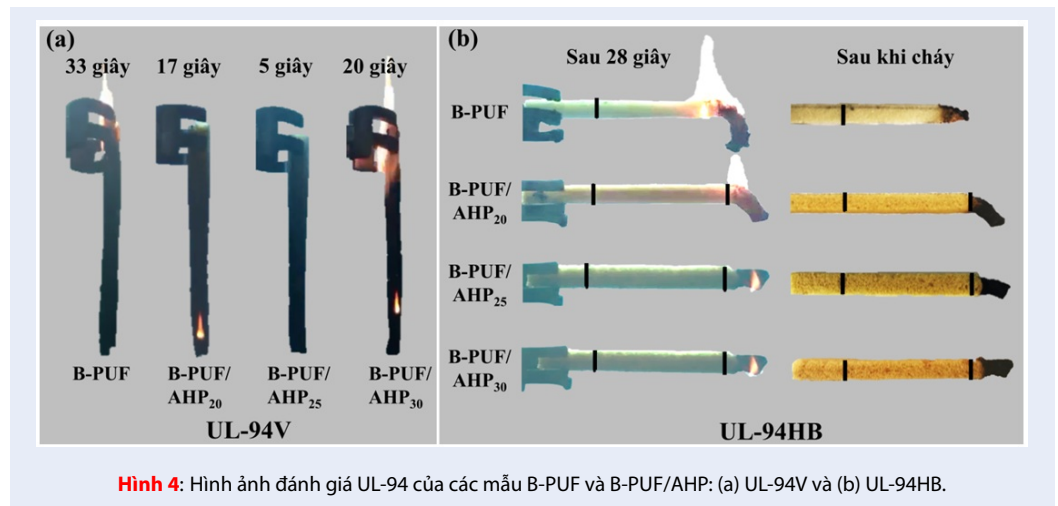 (a)
33 giây 17 giây 5 giây 20 giây
B-PUF B-PUF/ AHP20 B-PUF/ AHP25 B-PUF/ AHP30
UL-94V
(b)
Sau 28 giây Sau khi cháy
B-PUF
B-PUF/
AHP20
B-PUF/
AHP25
B-PUF/
AHP30
UL-94HB
Hình 4: Hình ảnh đánh giá UL-94 của các mẫu B-PUF và B-PUF/AHP: (a) UL-94V và (b) UL-94HB.